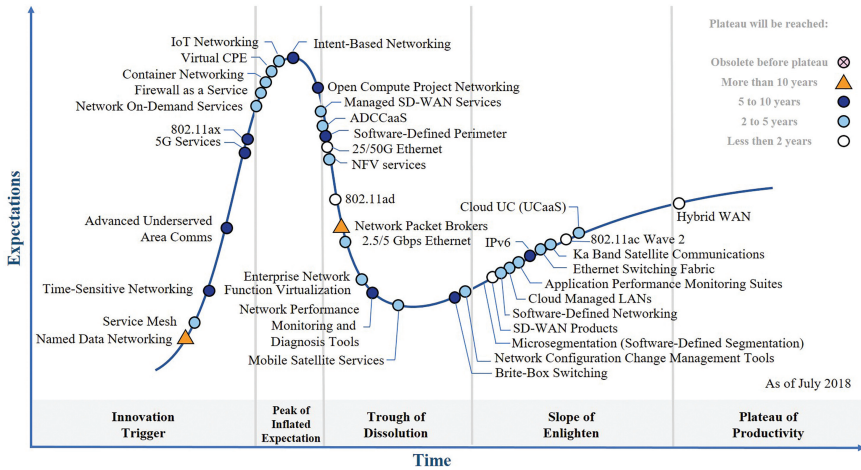 Plateau will be reached:
Obsolete before plateau
More than 10 years
5 to 10 years
2 to 5 years
Less then 2 years
Expectations
IoT Networking
Virtual CPE
Container Networking
Firewall as a Service
Network On-Demand Services
802.11ax
5G Services
Advanced Underserved
Area Comms
Time-Sensitive Networking
Service Mesh
Named Data Networking
Intent-Based Networking
Open Compute Project Networking
Managed SD-WAN Services
ADCCaaS
Software-Defined Perimeter
25/50G Ethernet
NFV services
802.11ad
Network Packet Brokers
2.5/5 Gbps Ethernet
Enterprise Network
Function Virtualization
Network Performance
Monitoring and
Diagnosis Tools
Mobile Satellite Services
Cloud UC (UCaaS)
Hybrid WAN
IPv6
802.11ac Wave 2
Ka Band Satellite Communications
Ethernet Switching Fabric
Application Performance Monitoring Suites
Cloud Managed LANs
Software-Defined Networking
SD-WAN Products
Microsegmentation (Software-Defined Segmentation)
Network Configuration Change Management Tools
Brite-Box Switching
As of July 2018
Innovation
Trigger
Peak of
Inflated
Expectation
Trough of
Dissolution
Slope of
Enlighten
Plateau of
Productivity
Time